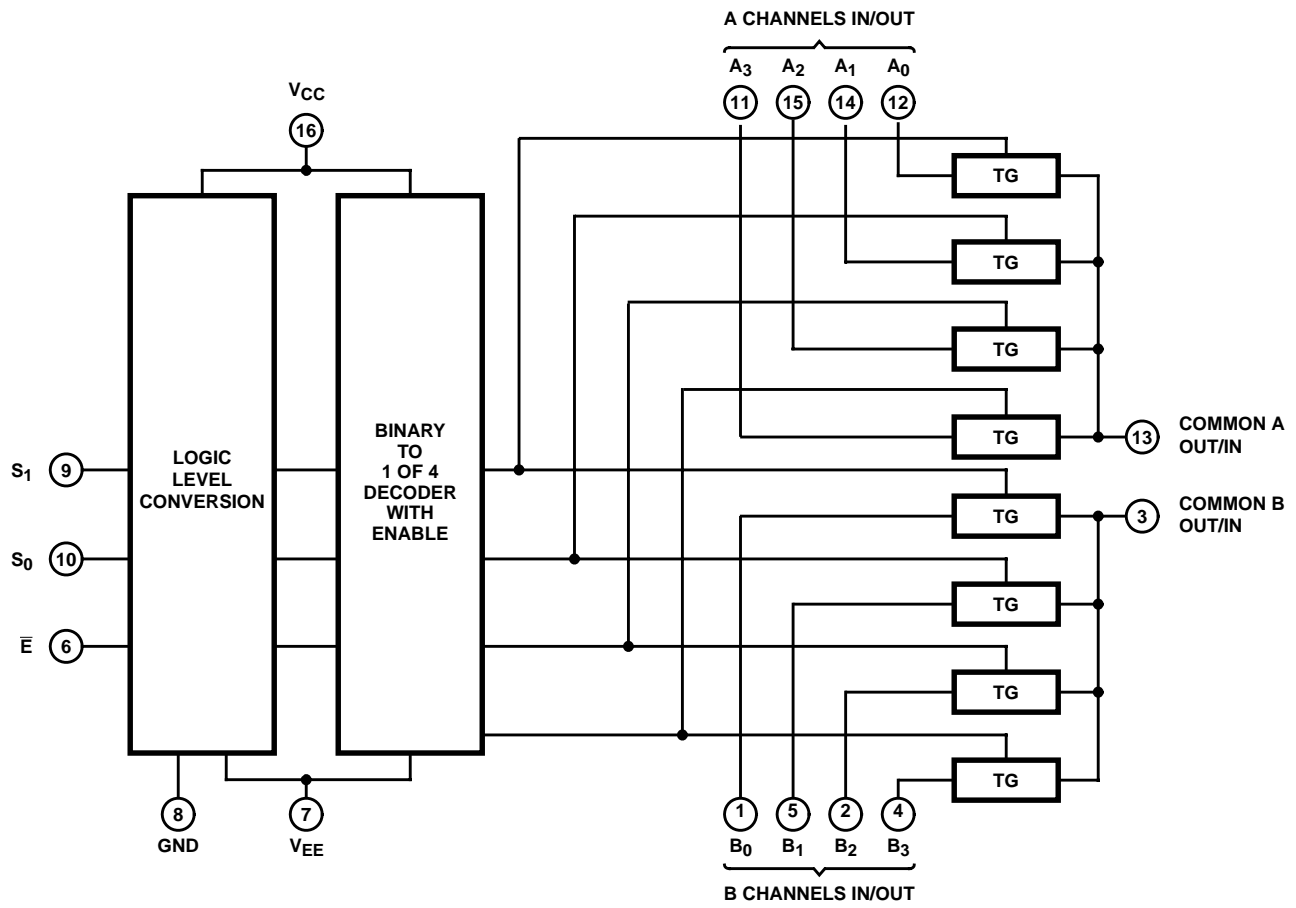 A CHANNELS IN/OUT
A3 A2 A1 A0
11 15 14 12
VCC
16
TG
TG
TG
TG
13 COMMON A
OUT/IN
LOGIC
LEVEL
CONVERSION
BINARY
TO
1 OF 4
DECODER
WITH
ENABLE
S1 9
S0 10
E̅ 6
TG
3 COMMON B
OUT/IN
TG
TG
TG
8
GND
7
VEE
1 5 2 4
B0 B1 B2 B3
B CHANNELS IN/OUT